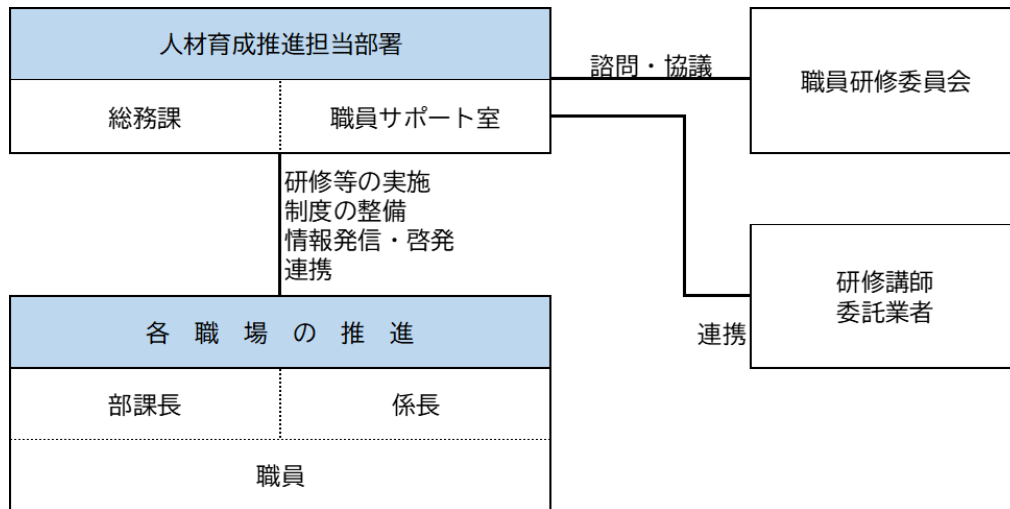 人材育成推進担当部署
総務課
職員サポート室
諮問・協議
職員研修委員会
研修等の実施
制度の整備
情報発信・啓発
連携
研修講師
委託業者
連携
各職場の推進
部課長
係長
職員